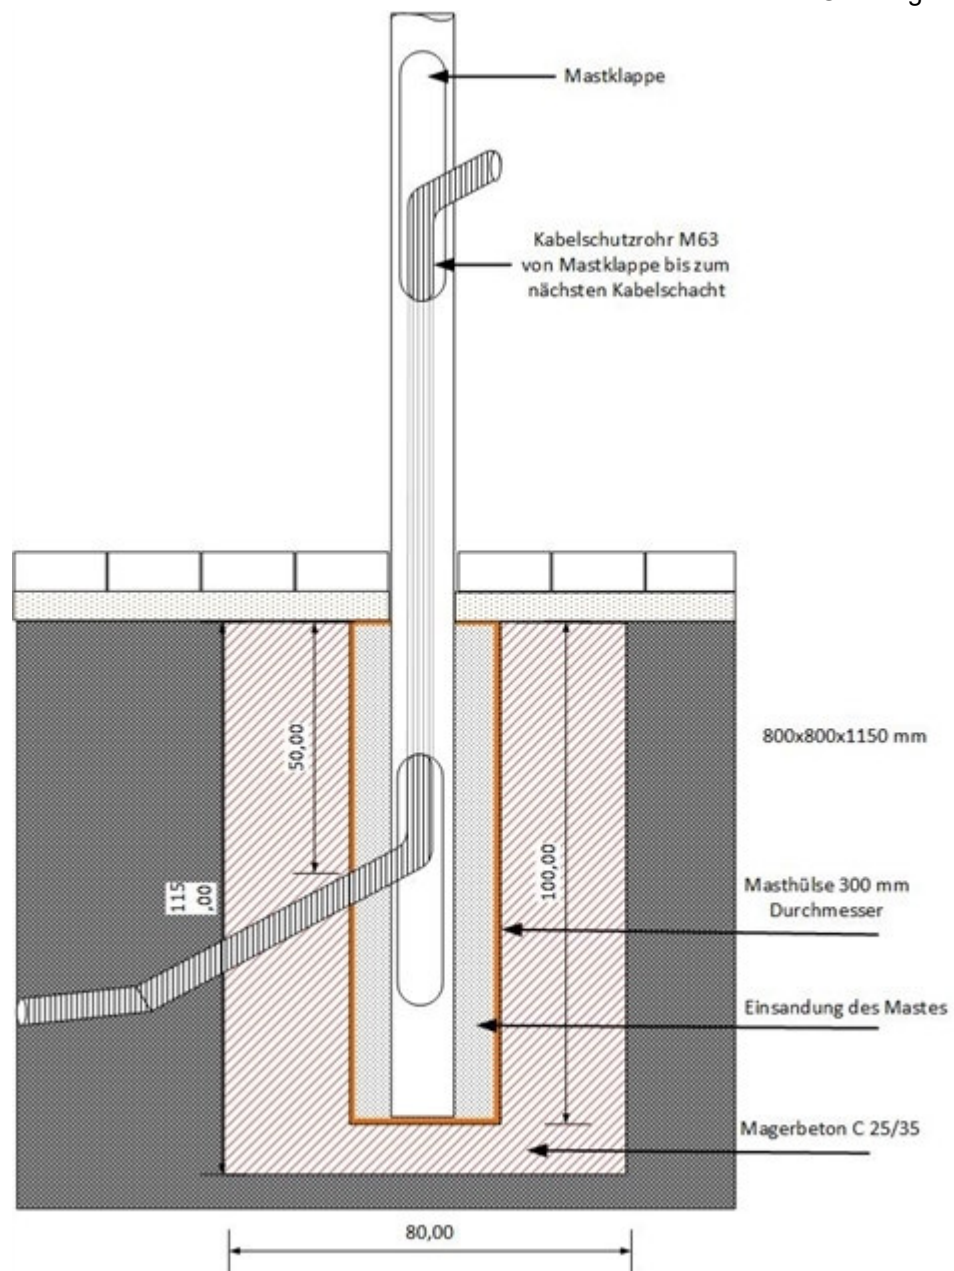 Mastklappe
Kabelschutzrohr M63
von Mastklappe bis zum
nächsten Kabelschacht
50,00
800x800x1150 mm
100,00
115
,00
Masthülse 300 mm
Durchmesser
Einsandung des Mastes
Magerbeton C 25/35
80,00